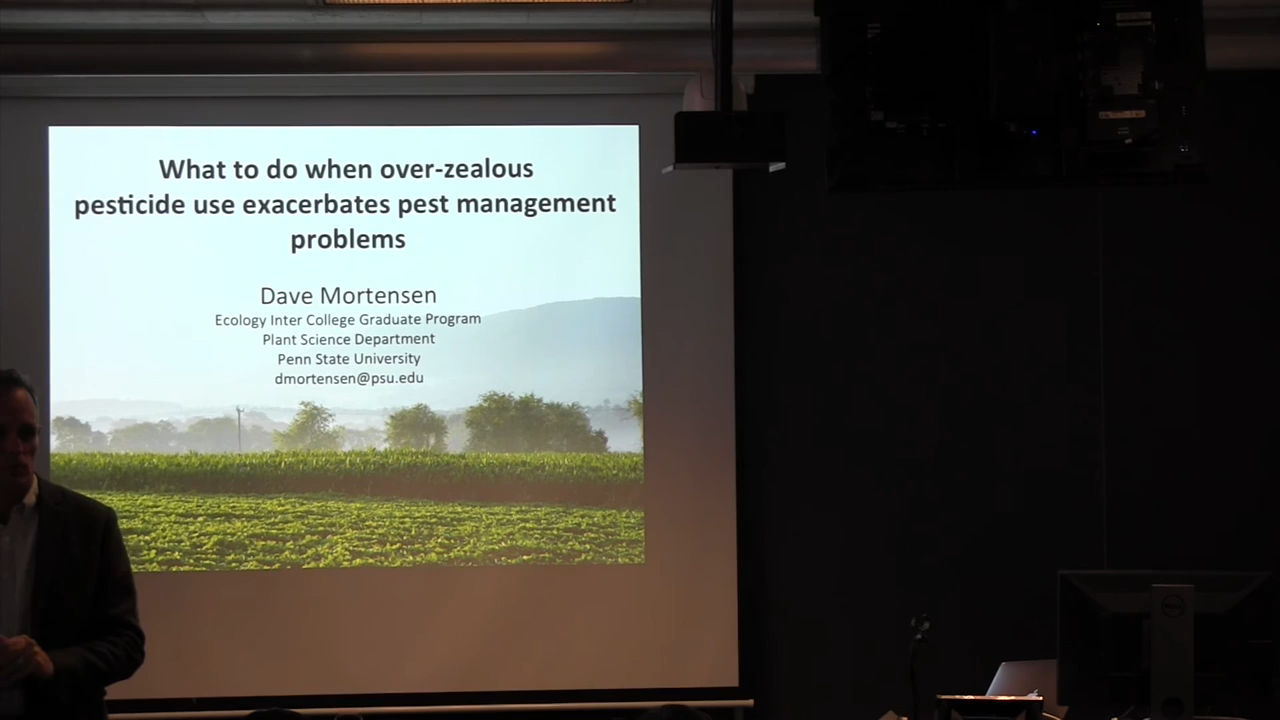 What to do when over-zealous
pesticide use exacerbates pest management
problems
Dave Mortensen
Ecology Inter College Graduate Program
Plant Science Department
Penn State University
dmortensen@psu.edu
DELL